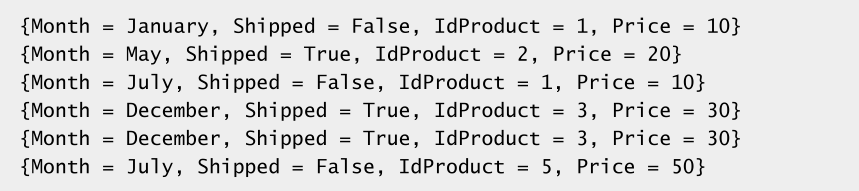 {Month = January, Shipped = False, IdProduct = 1, Price = 10}
{Month = May, Shipped = True, IdProduct = 2, Price = 20}
{Month = July, Shipped = False, IdProduct = 1, Price = 10}
{Month = December, Shipped = True, IdProduct = 3, Price = 30}
{Month = December, Shipped = True, IdProduct = 3, Price = 30}
{Month = July, Shipped = False, IdProduct = 5, Price = 50}